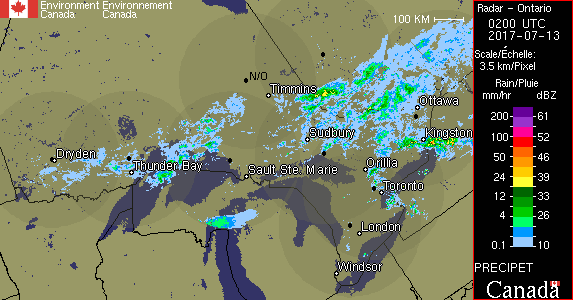 Environment Environnement
Canada Canada
100 KM
N/O
Timmins
Ottawa
Sudbury
Kingston
Dryden
Thunder Bay
Sault Ste. Marie
Orillia
Toronto
London
Windsor
Radar - Ontario
0200 UTC
2017-07-13
Scale/Échelle:
3.5 km/Pixel
Rain/Pluie
mm/hr dBZ
200 61
100 52
50 46
24 39
12 33
4 26
0.1 10
PRECIPET
Canada